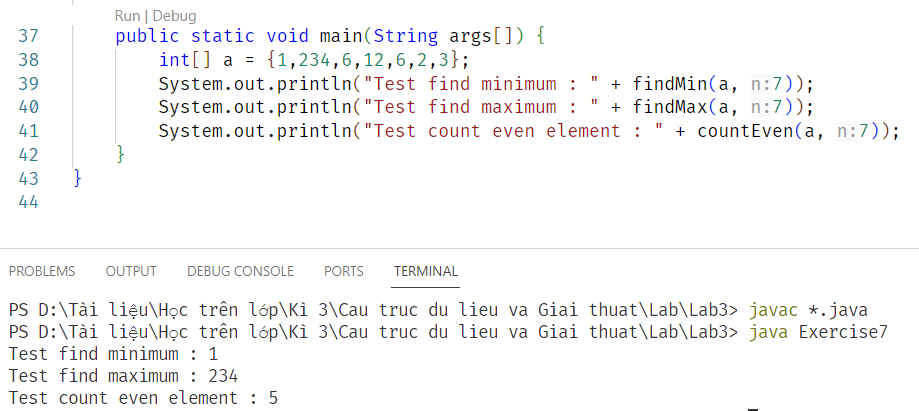 Run | Debug
37 public static void main(String args[]) {
38 int[] a = {1,234,6,12,6,2,3};
39 System.out.println("Test find minimum : " + findMin(a, n:7));
40 System.out.println("Test find maximum : " + findMax(a, n:7));
41 System.out.println("Test count even element : " + countEven(a, n:7));
42 }
43 }
44
PROBLEMS OUTPUT DEBUG CONSOLE PORTS TERMINAL
PS D:\Tài liệu\Học trên lớp\Kì 3\Cau truc du lieu va Giai thuat\Lab\Lab3> javac *.java
PS D:\Tài liệu\Học trên lớp\Kì 3\Cau truc du lieu va Giai thuat\Lab\Lab3> java Exercise7
Test find minimum : 1
Test find maximum : 234
Test count even element : 5